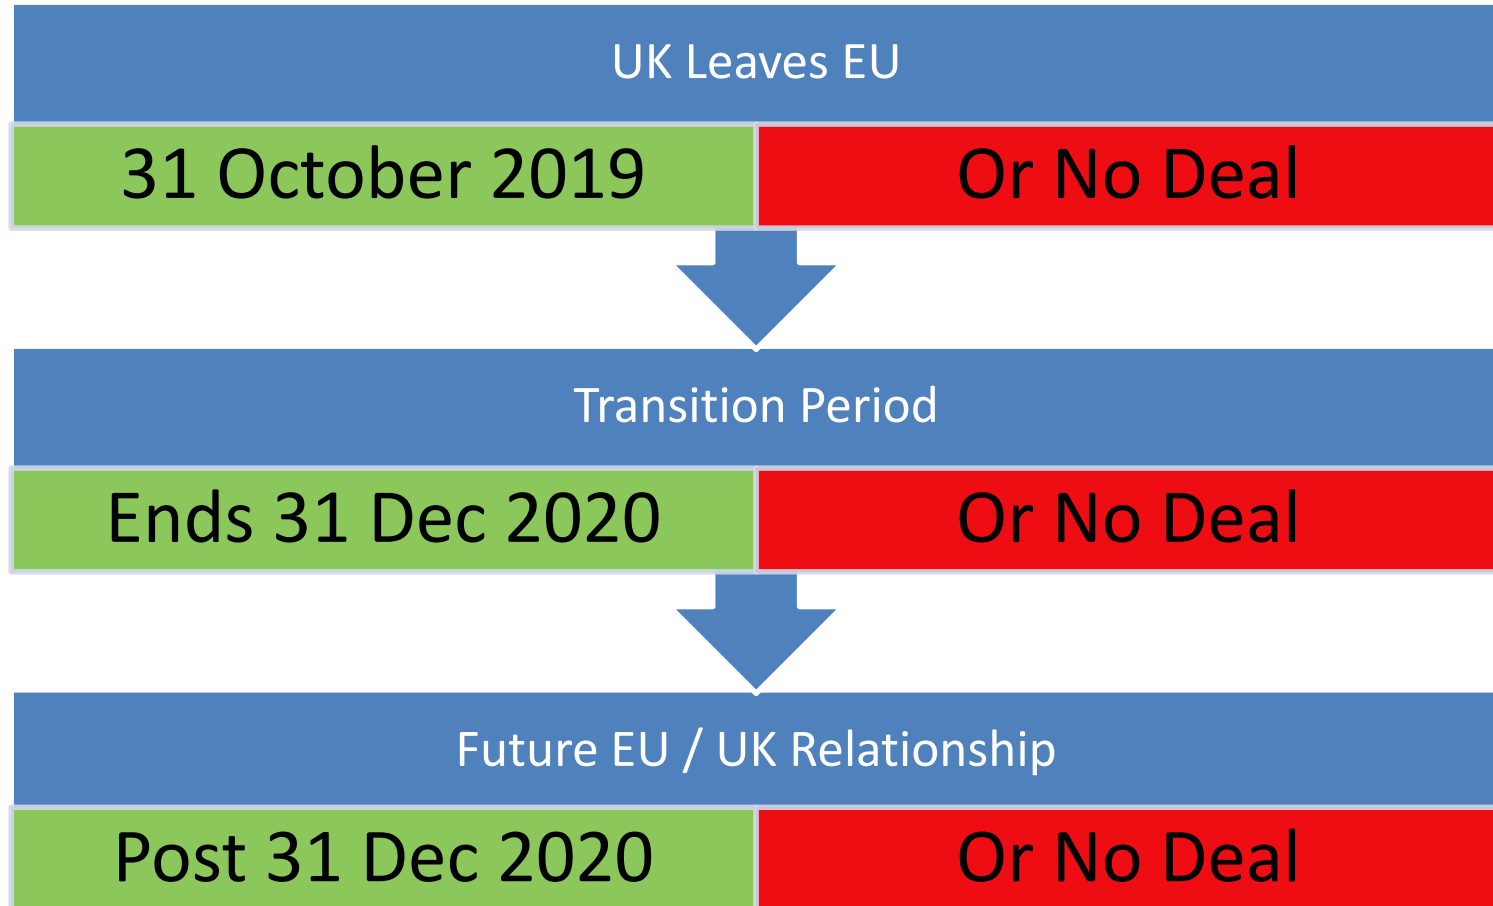 UK Leaves EU
31 October 2019
Or No Deal
Transition Period
Ends 31 Dec 2020
Or No Deal
Future EU / UK Relationship
Post 31 Dec 2020
Or No Deal